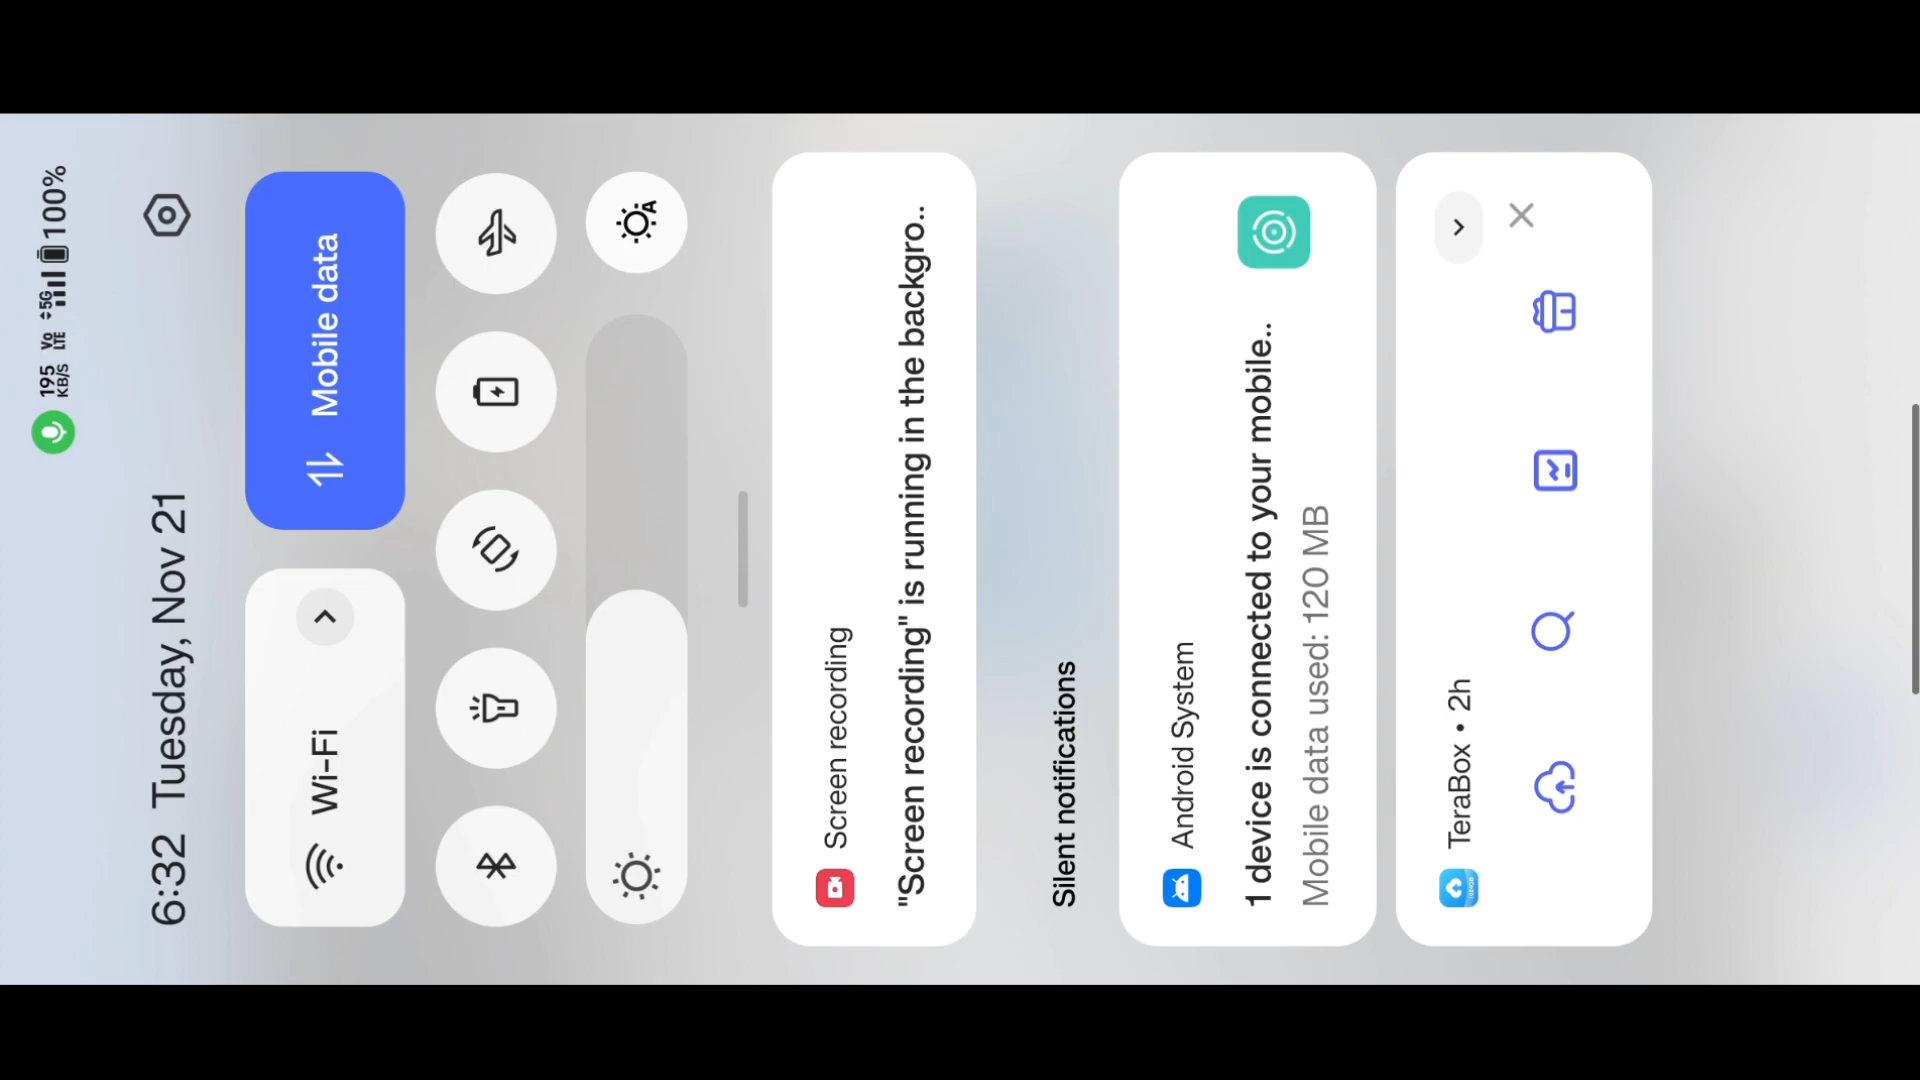 195 KB/S Vo LTE 5G 100%
6:32 Tuesday, Nov 21
Wi-Fi
Mobile data
A
Screen recording
"Screen recording" is running in the backgro..
Silent notifications
Android System
1 device is connected to your mobile..
Mobile data used: 120 MB
TeraBox • 2h